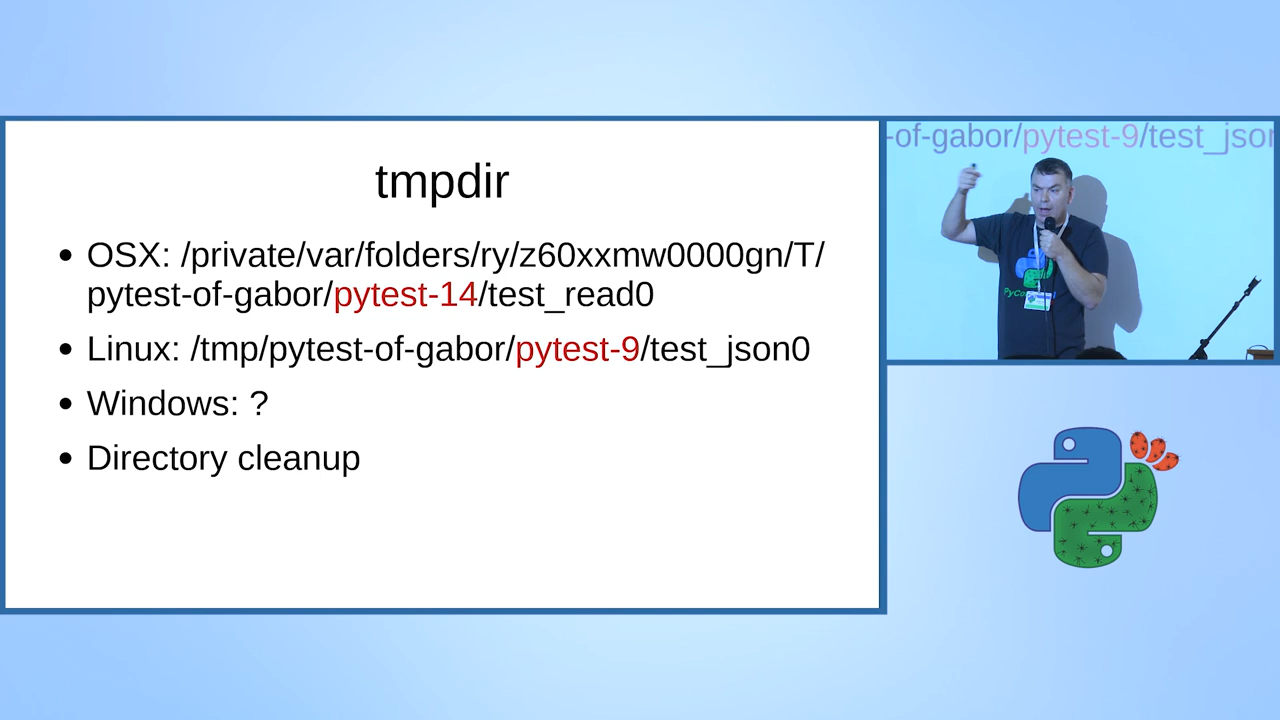 tmpdir
• OSX: /private/var/folders/ry/z60xxmw0000gn/T/
pytest-of-gabor/pytest-14/test_read0
• Linux: /tmp/pytest-of-gabor/pytest-9/test_json0
• Windows: ?
• Directory cleanup
-of-gabor/pytest-9/test_json